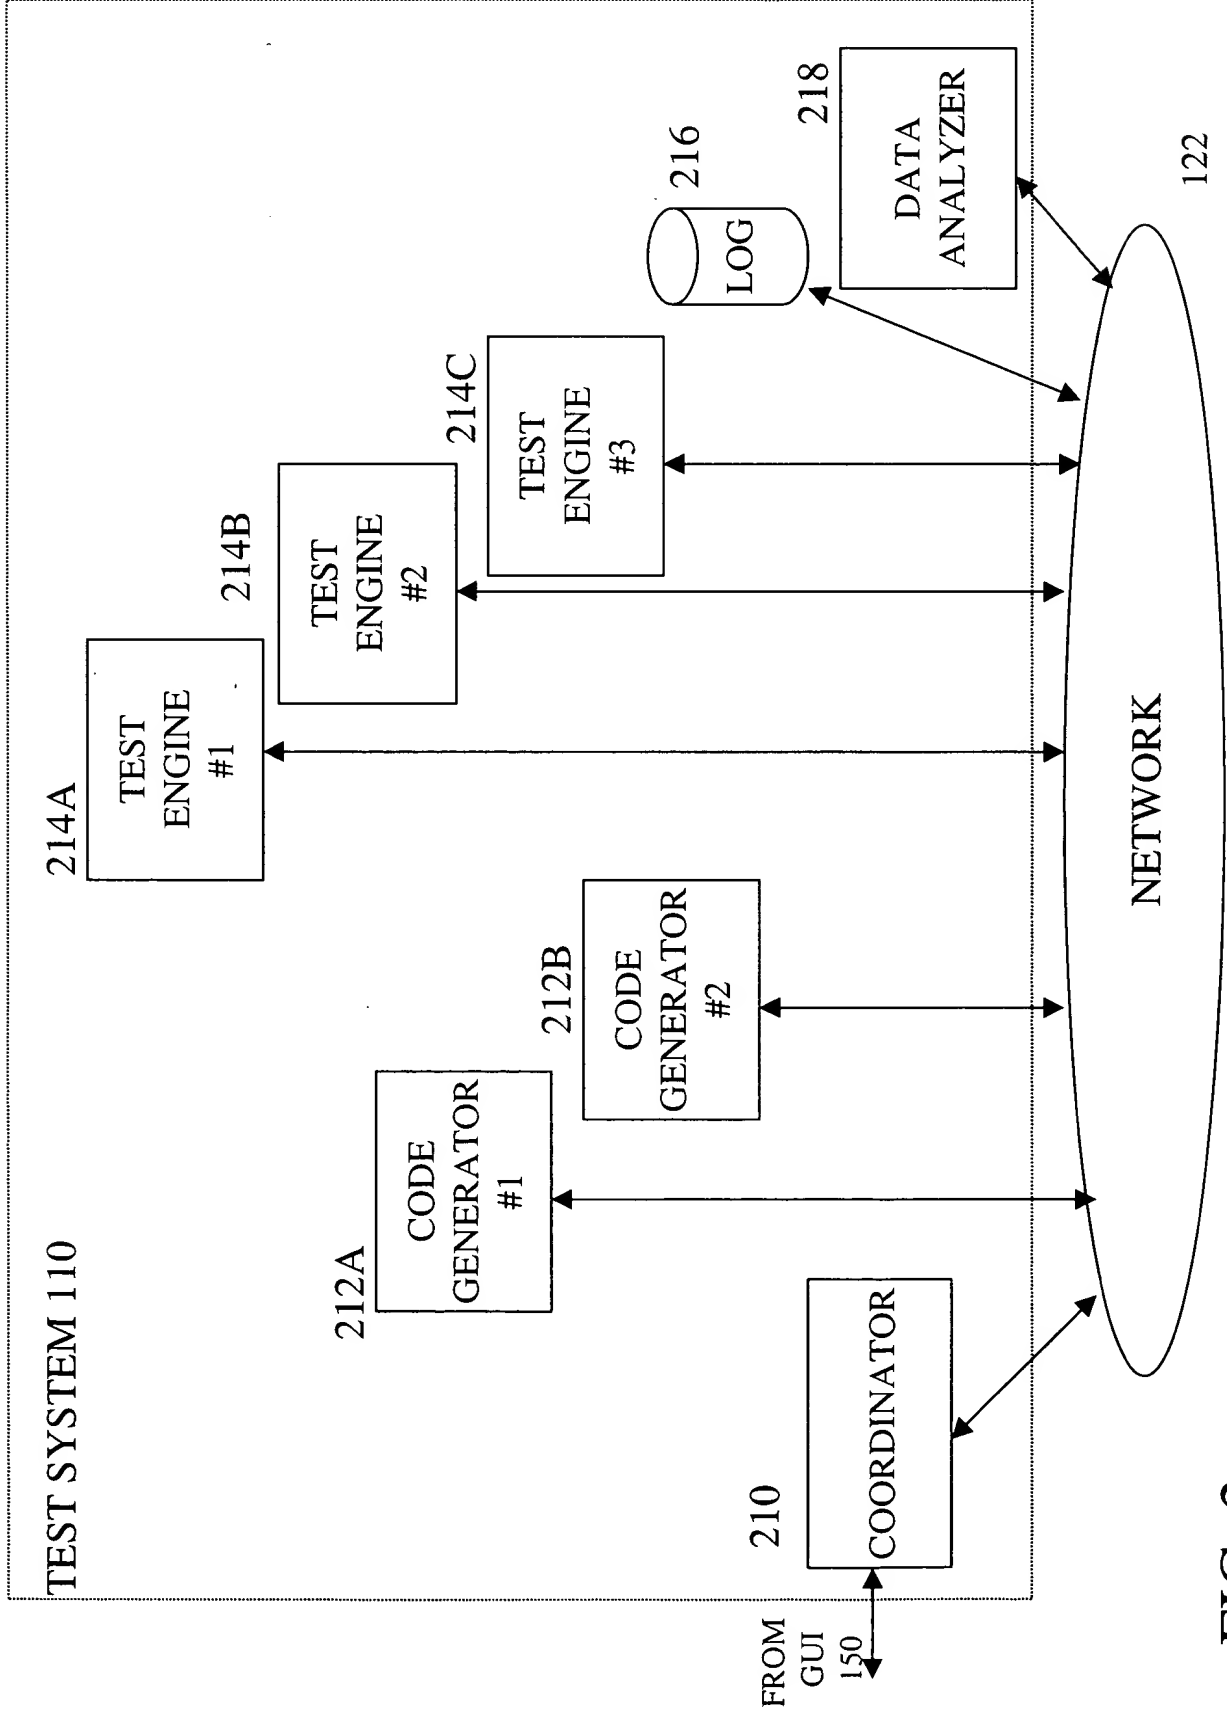 TEST SYSTEM 110
214A
TEST
ENGINE
#1
214B
TEST
ENGINE
#2
214C
TEST
ENGINE
#3
216
LOG
218
DATA
ANALYZER
212A
CODE
GENERATOR
#1
212B
CODE
GENERATOR
#2
210
COORDINATOR
FROM
GUI
150
NETWORK
122